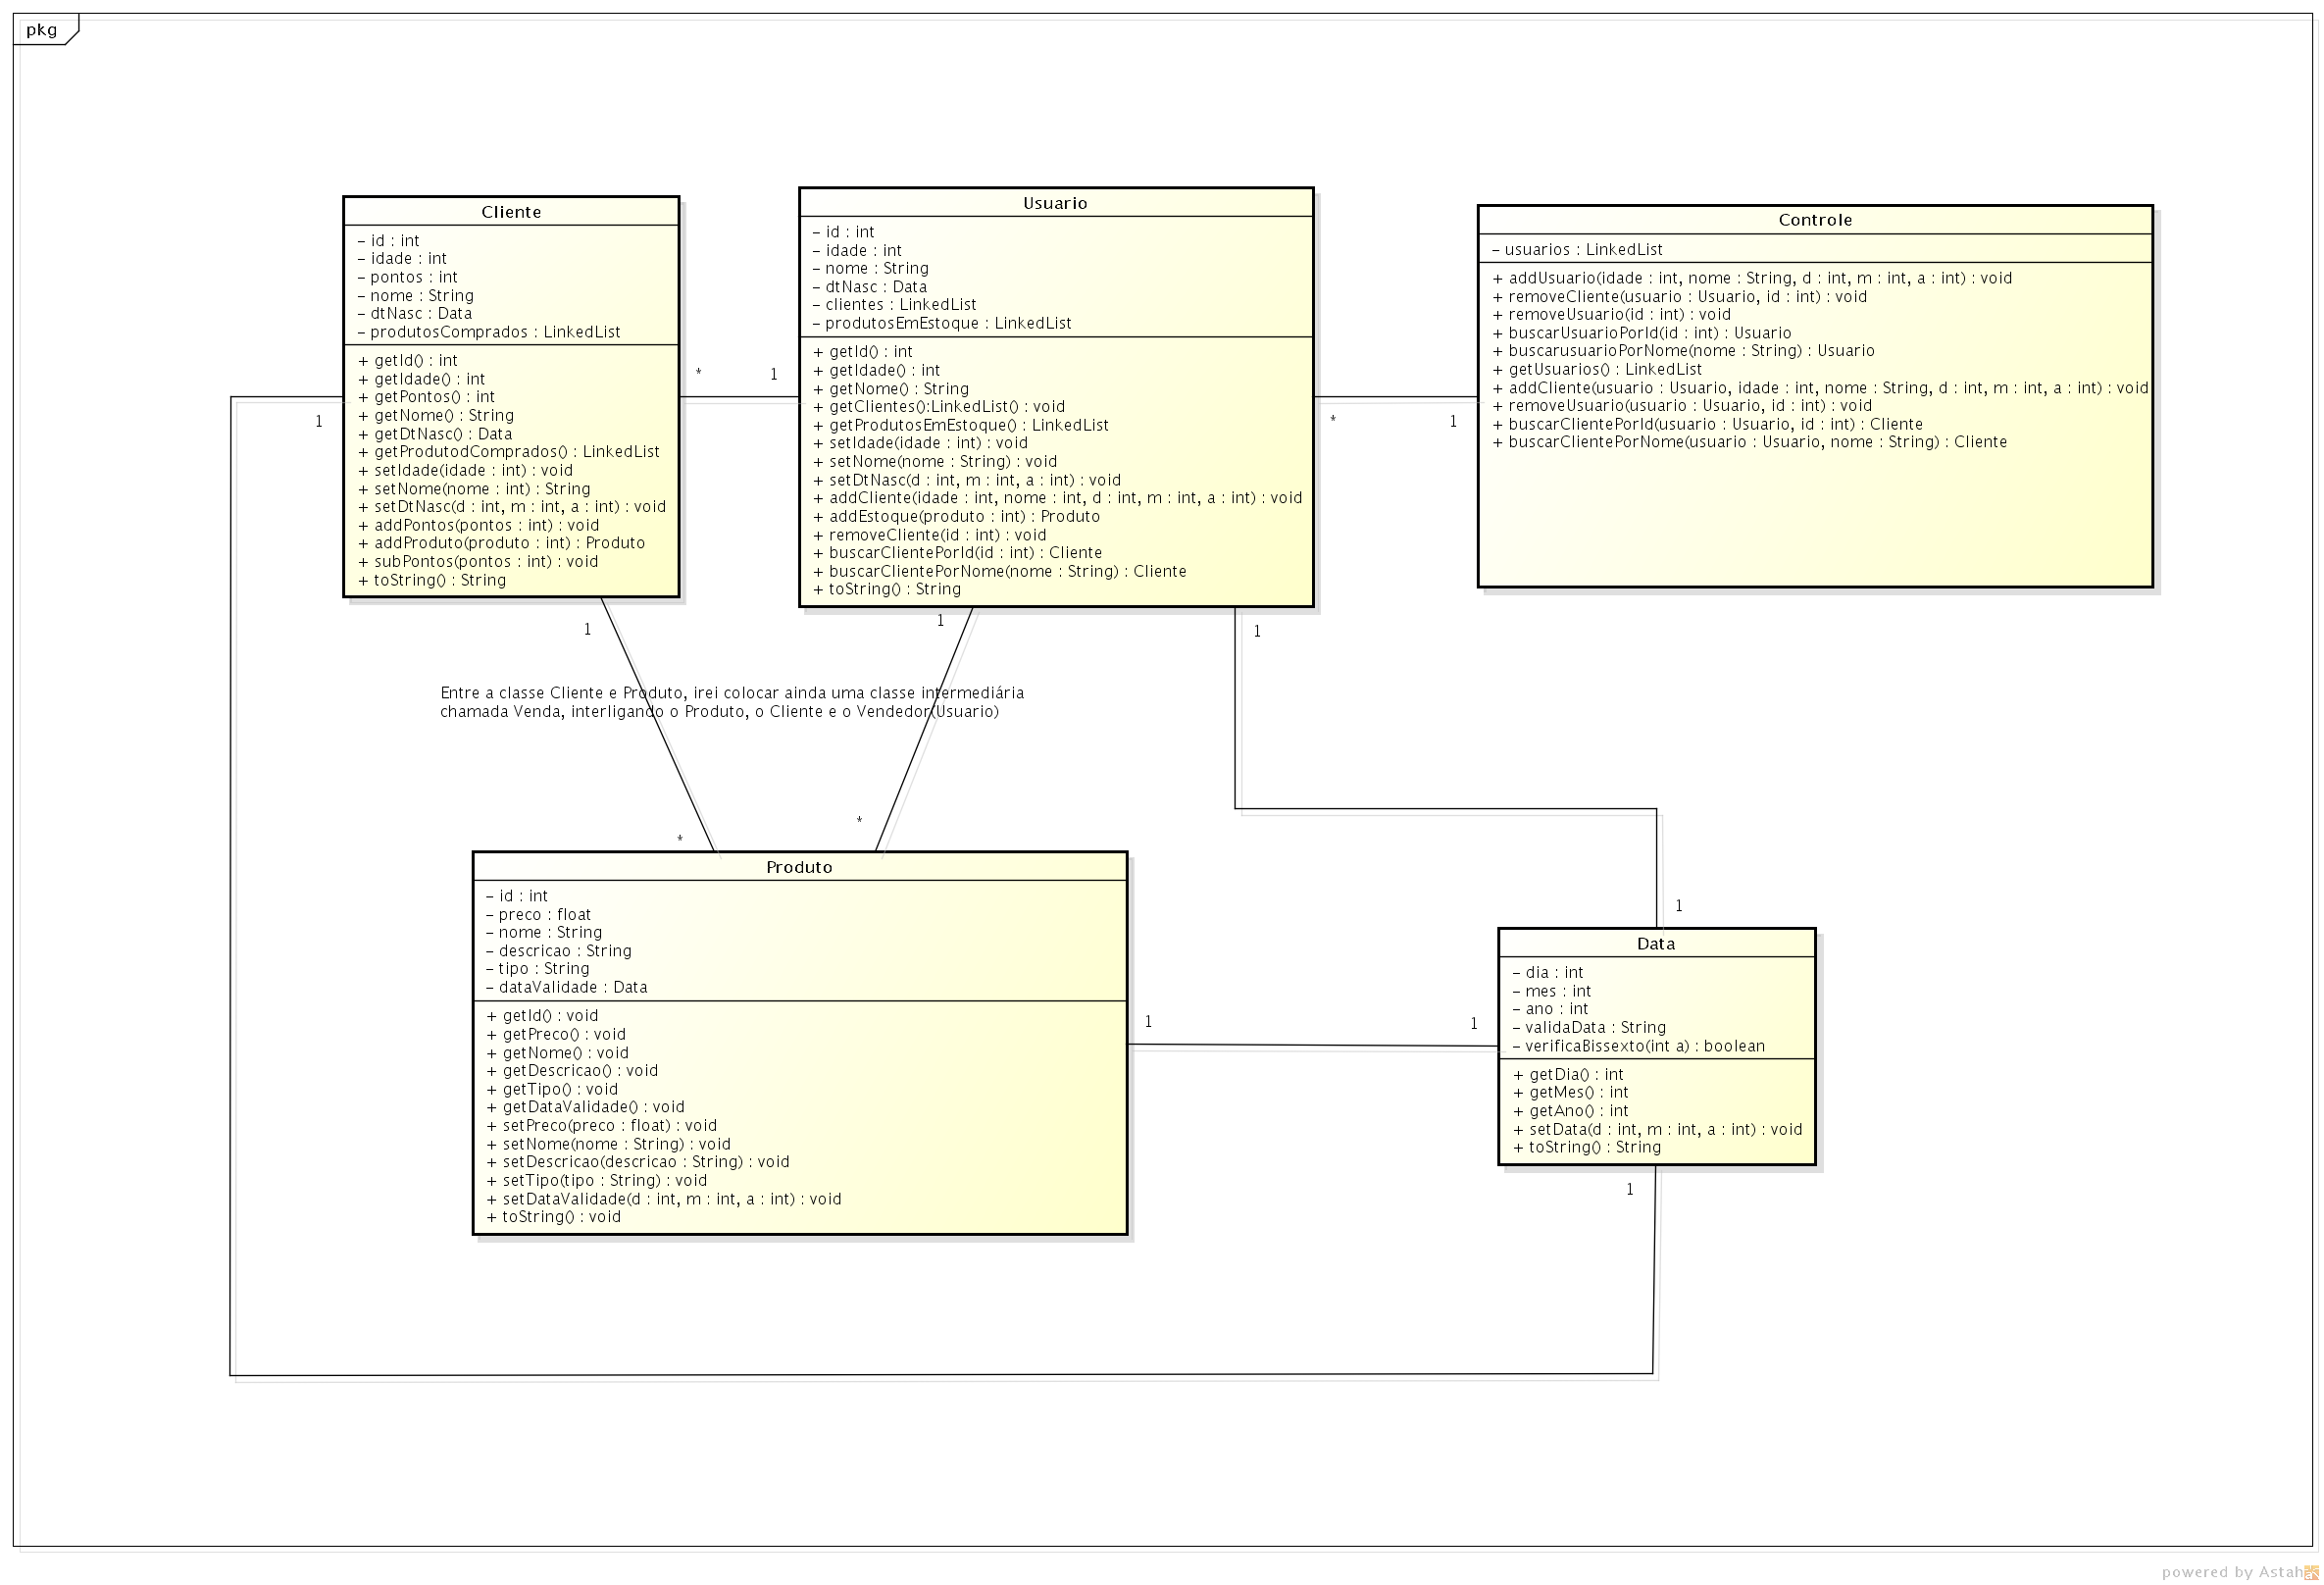 pkg
Cliente
– id : int
– idade : int
– pontos : int
– nome : String
– dtNasc : Data
– produtosComprados : LinkedList
+ getId() : int
+ getIdade() : int
+ getPontos() : int
+ getNome() : String
+ getDtNasc() : Data
+ getProdutodComprados() : LinkedList
+ setIdade(idade : int) : void
+ setNome(nome : int) : String
+ setDtNasc(d : int, m : int, a : int) : void
+ addPontos(pontos : int) : void
+ addProduto(produto : int) : Produto
+ subPontos(pontos : int) : void
+ toString() : String
* 1
1
1
Usuario
– id : int
– idade : int
– nome : String
– dtNasc : Data
– clientes : LinkedList
– produtosEmEstoque : LinkedList
+ getId() : int
+ getIdade() : int
+ getNome() : String
+ getClientes():LinkedList() : void
+ getProdutosEmEstoque() : LinkedList
+ setIdade(idade : int) : void
+ setNome(nome : String) : void
+ setDtNasc(d : int, m : int, a : int) : void
+ addCliente(idade : int, nome : int, d : int, m : int, a : int) : void
+ addEstoque(produto : int) : Produto
+ removeCliente(id : int) : void
+ buscarClientePorId(id : int) : Cliente
+ buscarClientePorNome(nome : String) : Cliente
+ toString() : String
* 1
1
1
Controle
– usuarios : LinkedList
+ addUsuario(idade : int, nome : String, d : int, m : int, a : int) : void
+ removeCliente(usuario : Usuario, id : int) : void
+ removeUsuario(id : int) : void
+ buscarUsuarioPorId(id : int) : Usuario
+ buscarusuarioPorNome(nome : String) : Usuario
+ getUsuarios() : LinkedList
+ addCliente(usuario : Usuario, idade : int, nome : String, d : int, m : int, a : int) : void
+ removeUsuario(usuario : Usuario, id : int) : void
+ buscarClientePorId(usuario : Usuario, id : int) : Cliente
+ buscarClientePorNome(usuario : Usuario, nome : String) : Cliente
Entre a classe Cliente e Produto, irei colocar ainda uma classe intermediária
chamada Venda, interligando o Produto, o Cliente e o Vendedor(Usuario)
*
*
Produto
– id : int
– preco : float
– nome : String
– descricao : String
– tipo : String
– dataValidade : Data
+ getId() : void
+ getPreco() : void
+ getNome() : void
+ getDescricao() : void
+ getTipo() : void
+ getDataValidade() : void
+ setPreco(preco : float) : void
+ setNome(nome : String) : void
+ setDescricao(descricao : String) : void
+ setTipo(tipo : String) : void
+ setDataValidade(d : int, m : int, a : int) : void
+ toString() : void
1 1
1
Data
– dia : int
– mes : int
– ano : int
– validaData : String
– verificaBissexto(int a) : boolean
+ getDia() : int
+ getMes() : int
+ getAno() : int
+ setData(d : int, m : int, a : int) : void
+ toString() : String
1
powered by Astah